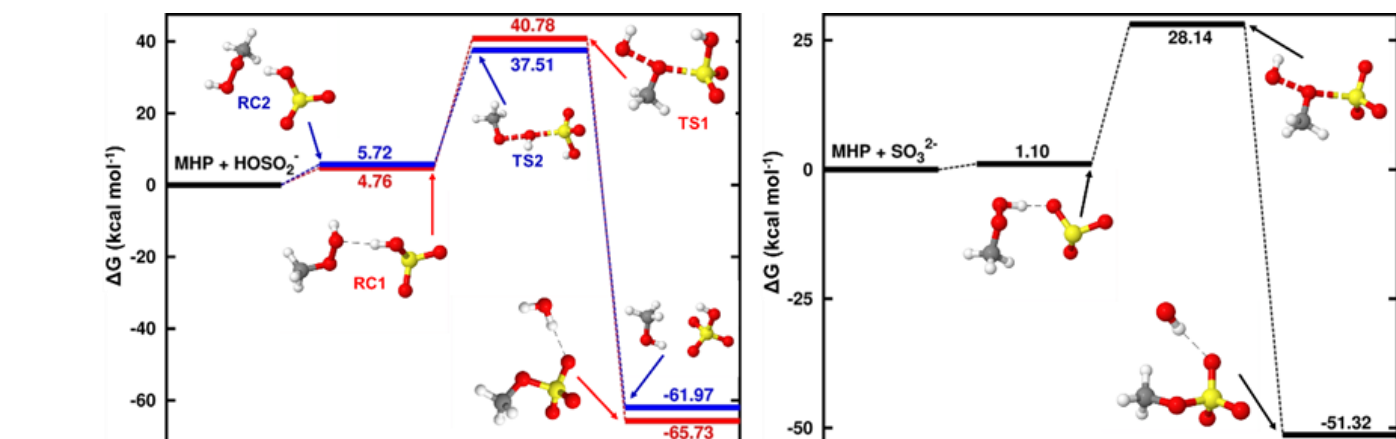 40.78
37.51
TS1
TS2
RC2
MHP + HOSO₂⁻
5.72
4.76
RC1
-61.97
-65.73
ΔG (kcal mol⁻¹)
40
20
0
-20
-40
-60
28.14
MHP + SO₃²⁻
1.10
-51.32
ΔG (kcal mol⁻¹)
25
0
-25
-50